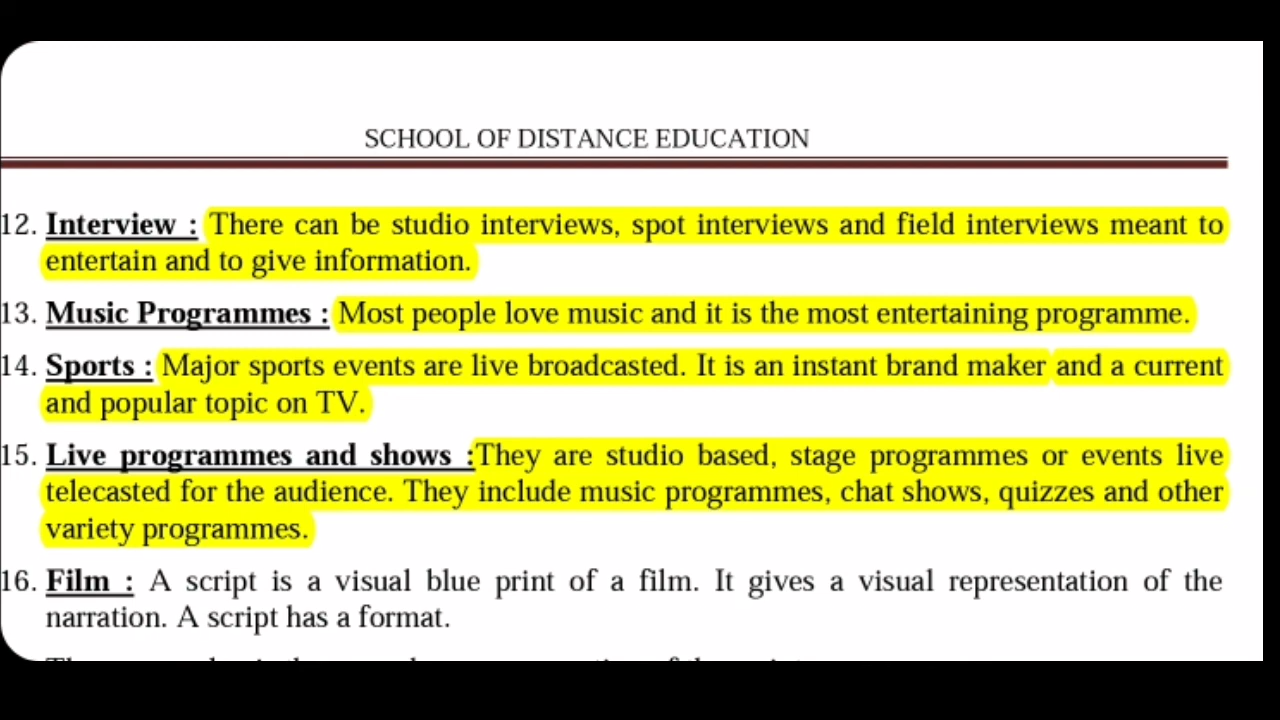 SCHOOL OF DISTANCE EDUCATION
12. Interview : There can be studio interviews, spot interviews and field interviews meant to
entertain and to give information.
13. Music Programmes : Most people love music and it is the most entertaining programme.
14. Sports : Major sports events are live broadcasted. It is an instant brand maker and a current
and popular topic on TV.
15. Live programmes and shows :They are studio based, stage programmes or events live
telecasted for the audience. They include music programmes, chat shows, quizzes and other
variety programmes.
16. Film : A script is a visual blue print of a film. It gives a visual representation of the
narration. A script has a format.